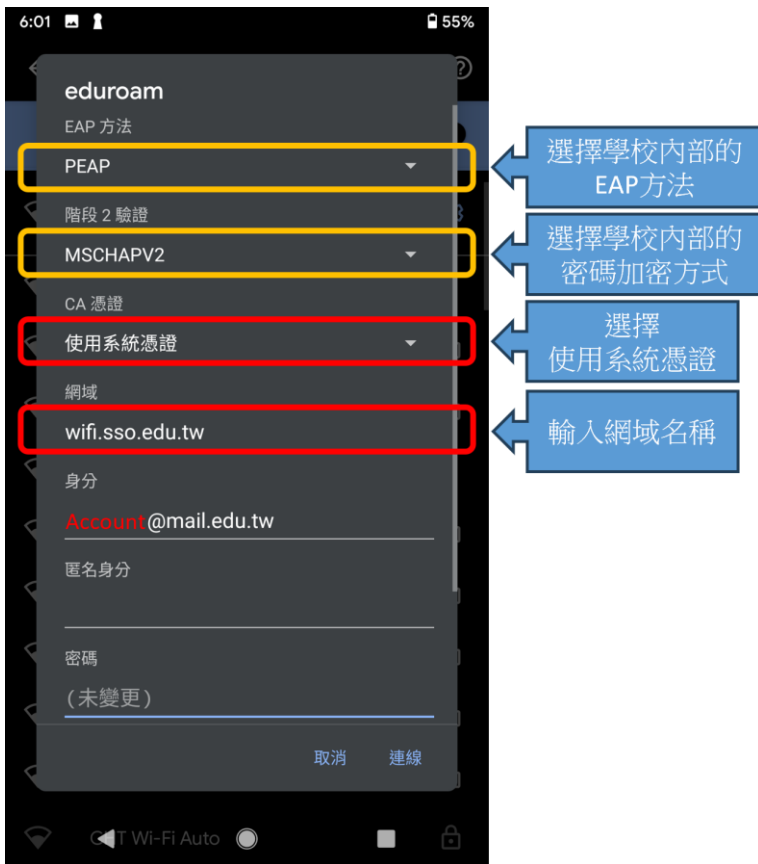 6:01
55%
eduroam
EAP 方法
PEAP
選擇學校內部的
EAP方法
階段 2 驗證
MSCHAPV2
選擇學校內部的
密碼加密方式
CA 憑證
使用系統憑證
選擇
使用系統憑證
網域
wifi.sso.edu.tw
輸入網域名稱
身分
Account@mail.edu.tw
匿名身分
密碼
(未變更)
取消 連線
T Wi-Fi Auto